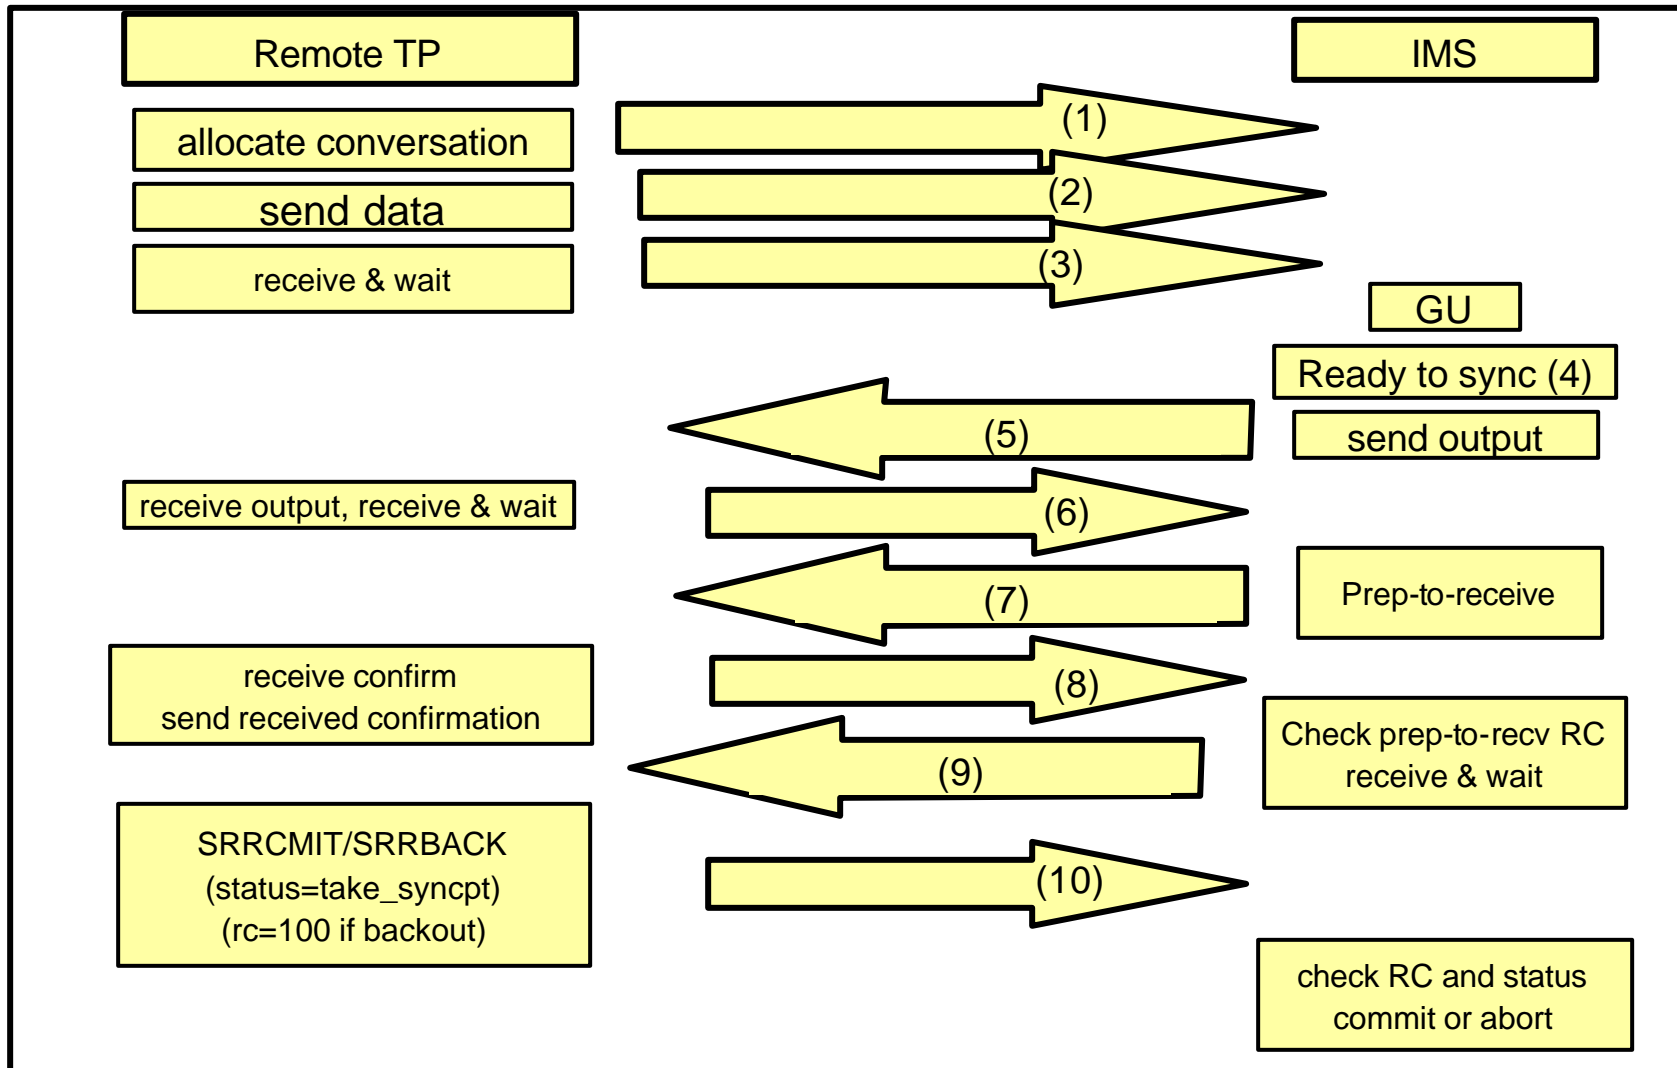 Remote TP
IMS
allocate conversation
(1)
send data
(2)
receive & wait
(3)
GU
Ready to sync (4)
(5)
send output
receive output, receive & wait
(6)
(7)
Prep-to-receive
receive confirm
send received confirmation
(8)
Check prep-to-recv RC
receive & wait
(9)
SRRCMIT/SRRBACK
(status=take_syncpt)
(rc=100 if backout)
(10)
check RC and status
commit or abort